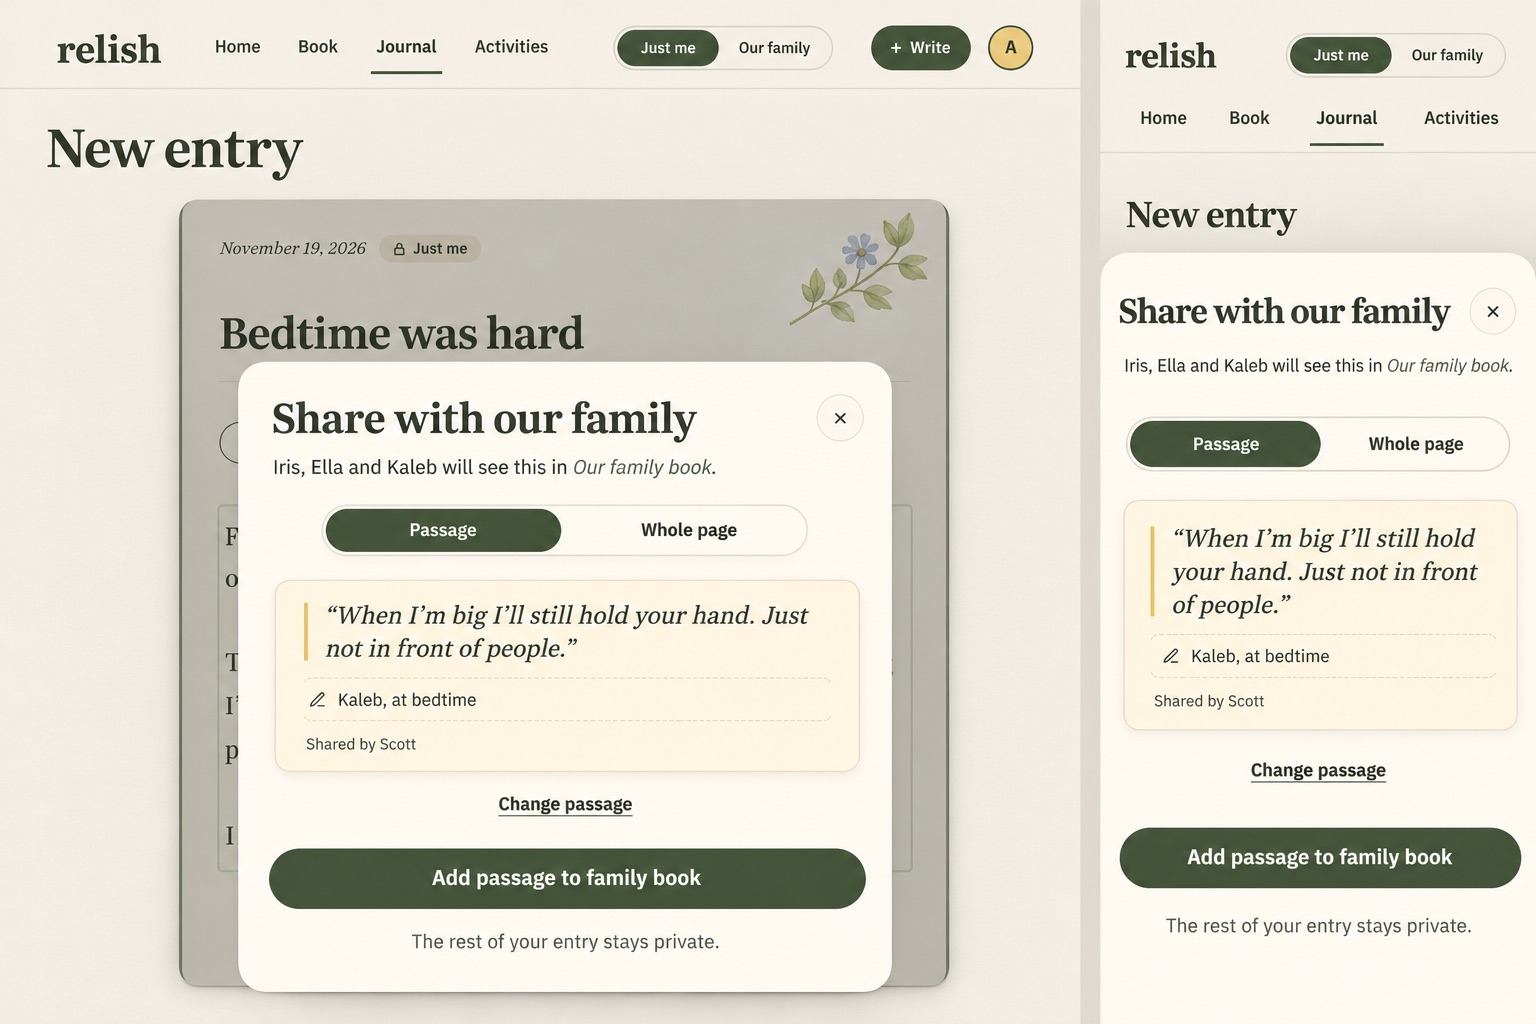 relish
Home Book Journal Activities
Just me Our family
+ Write
A
New entry
November 19, 2026
Just me
Bedtime was hard
F
o
T
I’
p
I
Share with our family
×
Iris, Ella and Kaleb will see this in Our family book.
Passage Whole page
“When I’m big I’ll still hold your hand. Just
not in front of people.”
Kaleb, at bedtime
Shared by Scott
Change passage
Add passage to family book
The rest of your entry stays private.
relish
Just me Our family
Home Book Journal Activities
New entry
Share with our family
×
Iris, Ella and Kaleb will see this in Our family book.
Passage Whole page
“When I’m big I’ll still hold
your hand. Just not in front
of people.”
Kaleb, at bedtime
Shared by Scott
Change passage
Add passage to family book
The rest of your entry stays private.